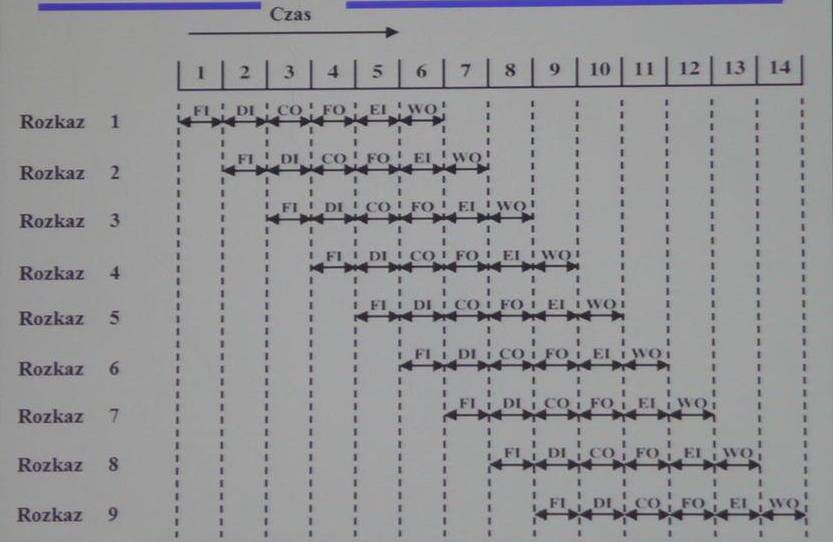 Czas
1 2 3 4 5 6 7 8 9 10 11 12 13 14
Rozkaz 1 FI DI CO FO EI WO
Rozkaz 2 FI DI CO FO EI WO
Rozkaz 3 FI DI CO FO EI WO
Rozkaz 4 FI DI CO FO EI WO
Rozkaz 5 FI DI CO FO EI WO
Rozkaz 6 FI DI CO FO EI WO
Rozkaz 7 FI DI CO FO EI WO
Rozkaz 8 FI DI CO FO EI WO
Rozkaz 9 FI DI CO FO EI WO